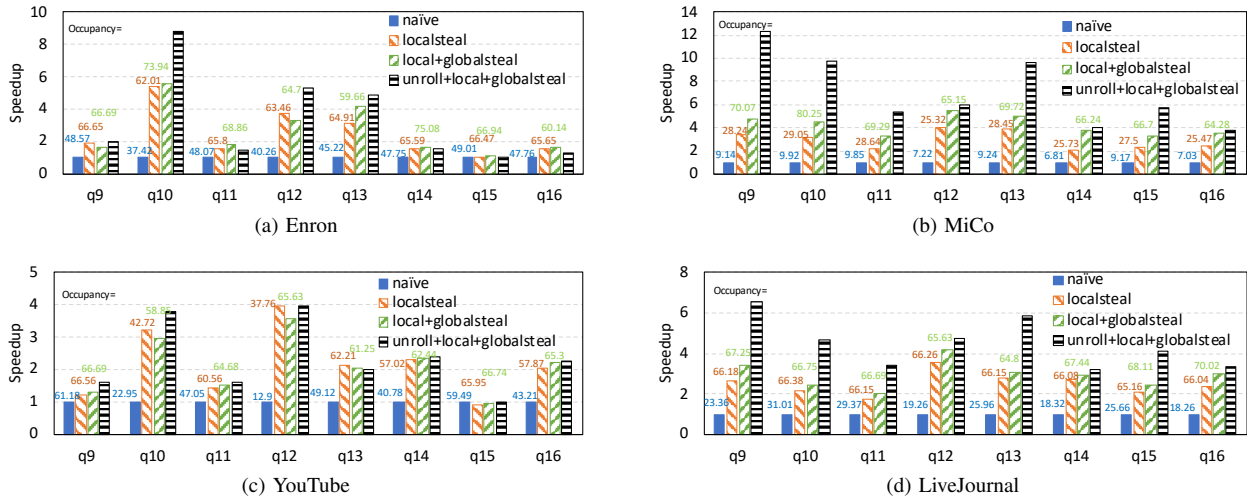 10
8
6
4
2
0
Speedup
Occupancy=
naïve
localsteal
local+globalsteal
unroll+local+globalsteal
48.57 66.65 66.69
37.42 62.01 73.94
48.07 65.8 68.86
40.26 63.46 64.7
45.22 64.91 59.66
47.75 65.59 75.08
49.01 66.47 66.94
47.76 65.65 60.14
q9 q10 q11 q12 q13 q14 q15 q16
(a) Enron
14
12
10
8
6
4
2
0
Speedup
Occupancy=
naïve
localsteal
local+globalsteal
unroll+local+globalsteal
9.14 28.24 70.07
9.92 29.05 80.25
9.85 28.64 69.29
7.22 25.32 65.15
9.24 28.45 69.72
6.81 25.73 66.24
9.17 27.5 66.7
7.03 25.47 64.28
q9 q10 q11 q12 q13 q14 q15 q16
(b) MiCo
5
4
3
2
1
0
Speedup
Occupancy=
naïve
localsteal
local+globalsteal
unroll+local+globalsteal
61.18 66.56 66.69
22.95 42.72
47.05 60.56 64.68
12.9 37.76 65.63
49.12 62.21 61.25
40.78 57.02 62.44
59.49 65.95 66.74
43.21 57.87 65.3
q9 q10 q11 q12 q13 q14 q15 q16
(c) YouTube
8
6
4
2
0
Speedup
Occupancy=
naïve
localsteal
local+globalsteal
unroll+local+globalsteal
23.36 66.18 67.25
31.01 66.38 66.75
29.37 66.15 66.69
19.26 66.26 65.63
25.96 66.15 64.8
18.32 66.08 67.44
25.66 65.16 68.11
18.26 66.04 70.02
q9 q10 q11 q12 q13 q14 q15 q16
(d) LiveJournal